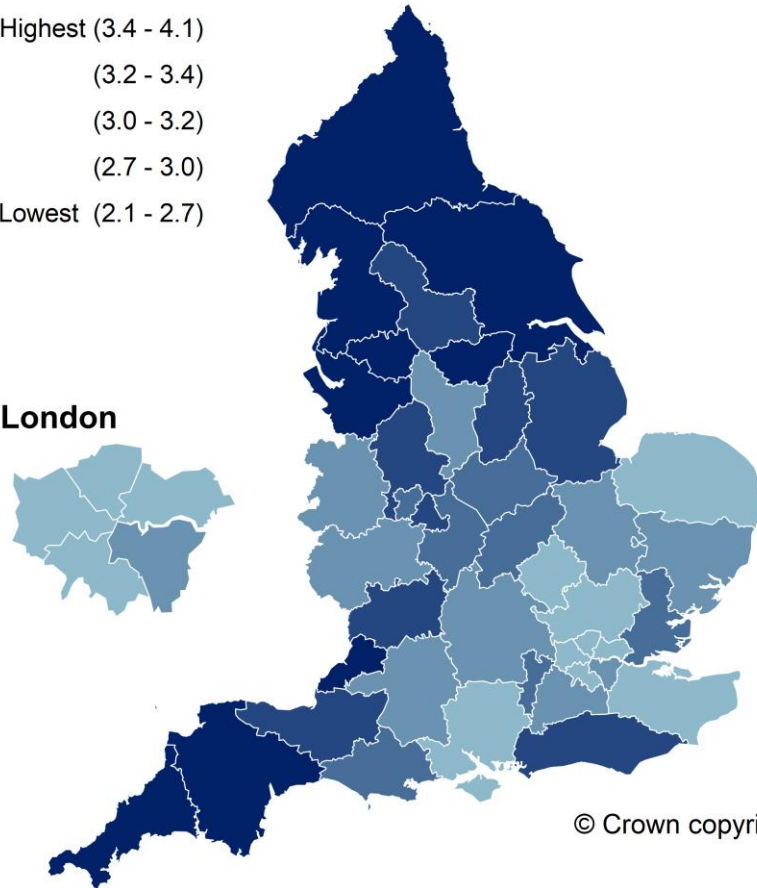 Highest (3.4 - 4.1)
(3.2 - 3.4)
(3.0 - 3.2)
(2.7 - 3.0)
Lowest (2.1 - 2.7)
London
© Crown copyri